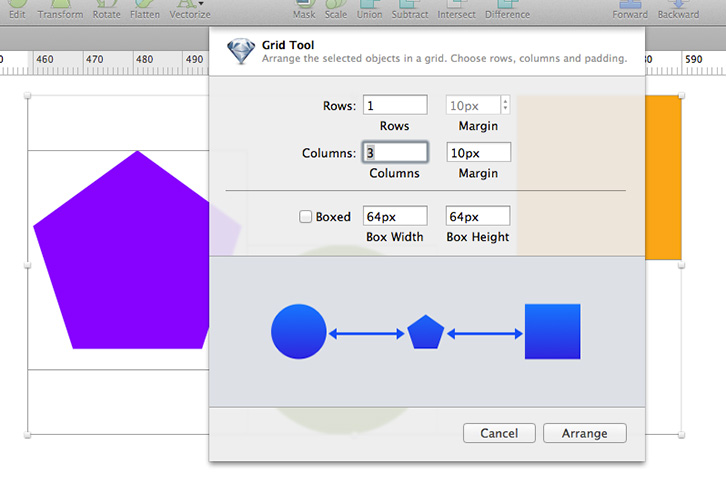 Edit Transform Rotate Flatten Vectorize Mask Scale Union Subtract Intersect Difference Forward Backward
460 470 480 490 590
Grid Tool
Arrange the selected objects in a grid. Choose rows, columns and padding.
Rows: 1 10px
Rows Margin
Columns: 3 10px
Columns Margin
Boxed 64px 64px
Box Width Box Height
Cancel Arrange